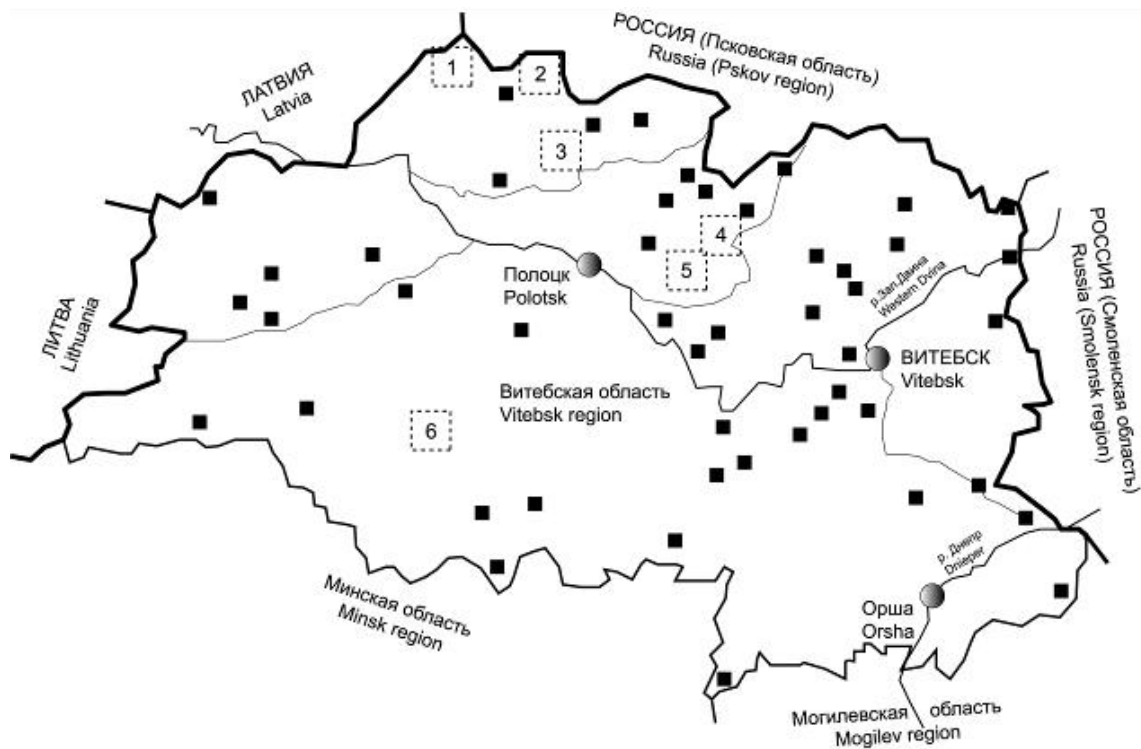 РОССИЯ (Псковская область)
Russia (Pskov region)
ЛАТВИЯ
Latvia
1
2
3
4
5
6
ЛИТВА
Lithuania
Полоцк
Polotsk
р.Зап.Двина
Western Dvina
РОССИЯ (Смоленская область)
Russia (Smolensk region)
ВИТЕБСК
Vitebsk
Витебская область
Vitebsk region
р. Днепр
Dnieper
Орша
Orsha
Минская область
Minsk region
Могилевская область
Mogilev region